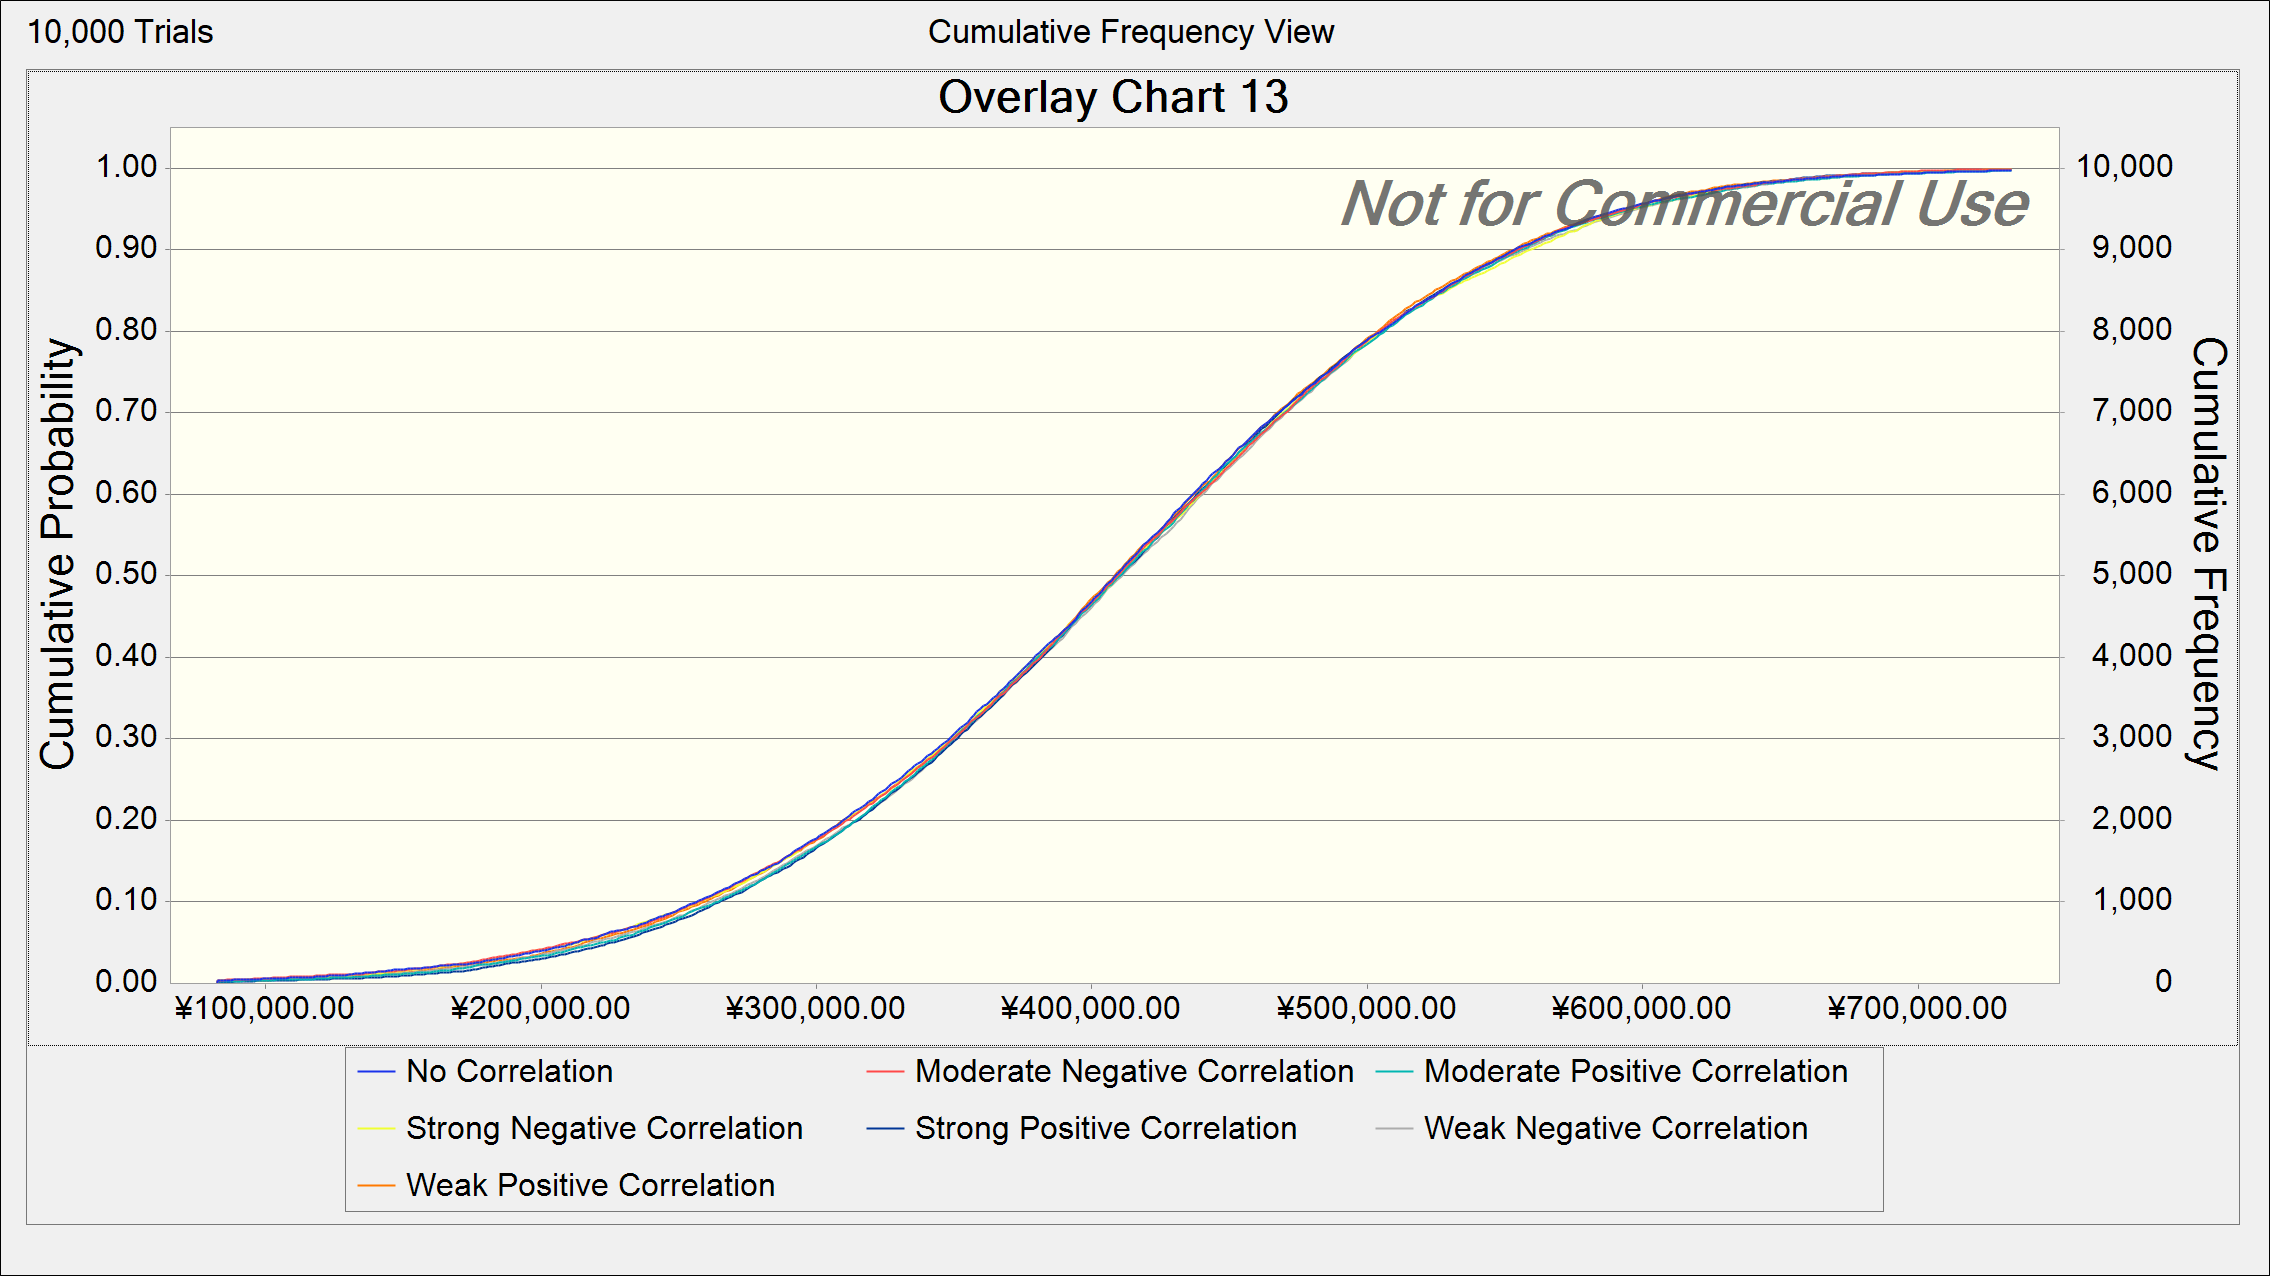 10,000 Trials
Cumulative Frequency View
Overlay Chart 13
Not for Commercial Use
Cumulative Probability
1.00
0.90
0.80
0.70
0.60
0.50
0.40
0.30
0.20
0.10
0.00
10,000
9,000
8,000
7,000
6,000
5,000
4,000
3,000
2,000
1,000
0
Cumulative Frequency
¥100,000.00 ¥200,000.00 ¥300,000.00 ¥400,000.00 ¥500,000.00 ¥600,000.00 ¥700,000.00
No Correlation Moderate Negative Correlation Moderate Positive Correlation
Strong Negative Correlation Strong Positive Correlation Weak Negative Correlation
Weak Positive Correlation